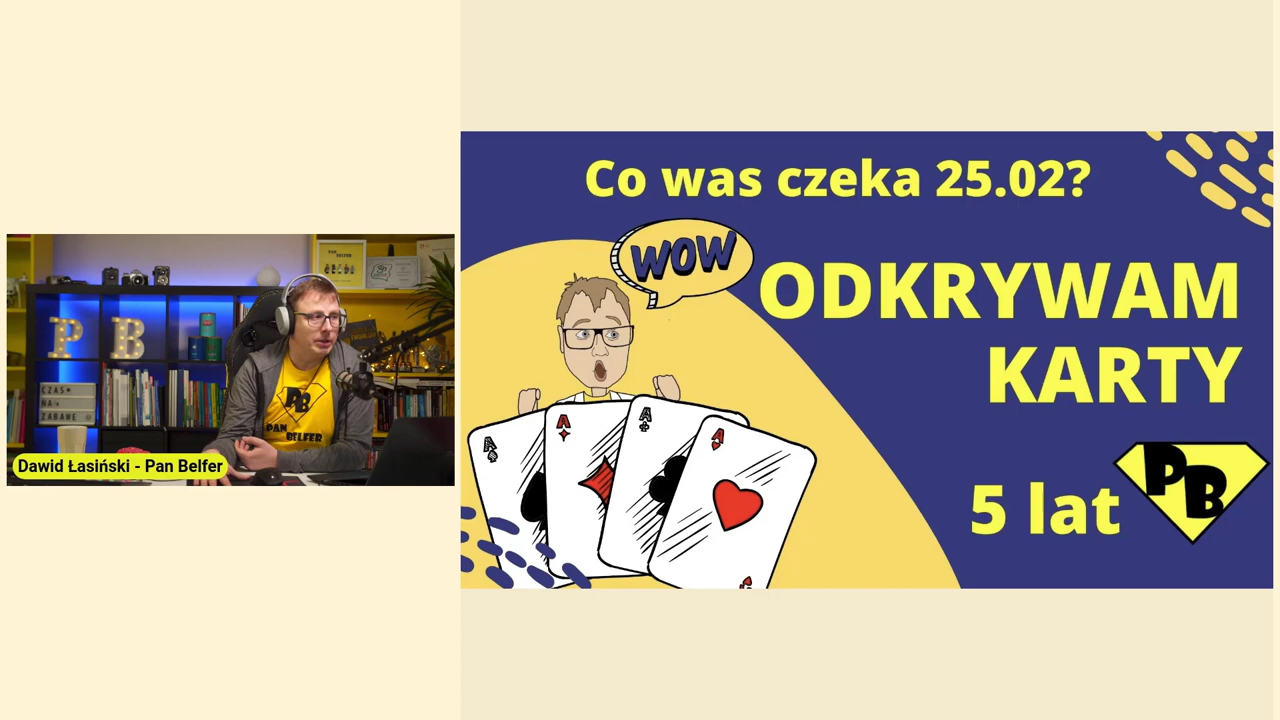 Co was czeka 25.02?
WOW
ODKRYWAM
KARTY
5 lat
PB
A
A
A
A
P B
CZAS
NA
ZABAWĘ
PB
PAN
BELFER
Dawid Łasiński - Pan Belfer